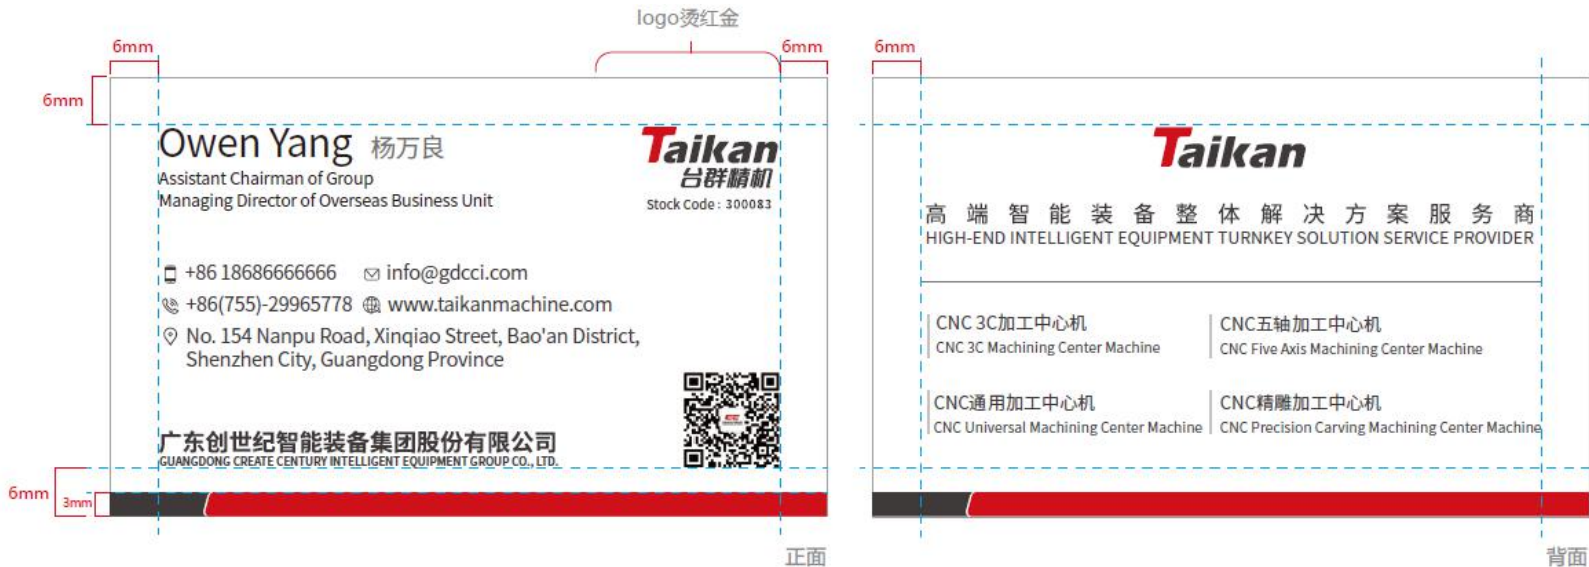 logo烫红金
6mm
6mm
6mm
6mm
Owen Yang 杨万良
Assistant Chairman of Group
Managing Director of Overseas Business Unit
Taikan
台群精机
Stock Code : 300083
+86 18686666666 info@gdcci.com
+86(755)-29965778 www.taikanmachine.com
No. 154 Nanpu Road, Xinqiao Street, Bao'an District,
Shenzhen City, Guangdong Province
广东创世纪智能装备集团股份有限公司
GUANGDONG CREATE CENTURY INTELLIGENT EQUIPMENT GROUP CO., LTD.
6mm
3mm
正面
Taikan
高端智能装备整体解决方案服务商
HIGH-END INTELLIGENT EQUIPMENT TURNKEY SOLUTION SERVICE PROVIDER
CNC 3C加工中心机
CNC 3C Machining Center Machine
CNC五轴加工中心机
CNC Five Axis Machining Center Machine
CNC通用加工中心机
CNC Universal Machining Center Machine
CNC精雕加工中心机
CNC Precision Carving Machining Center Machine
背面